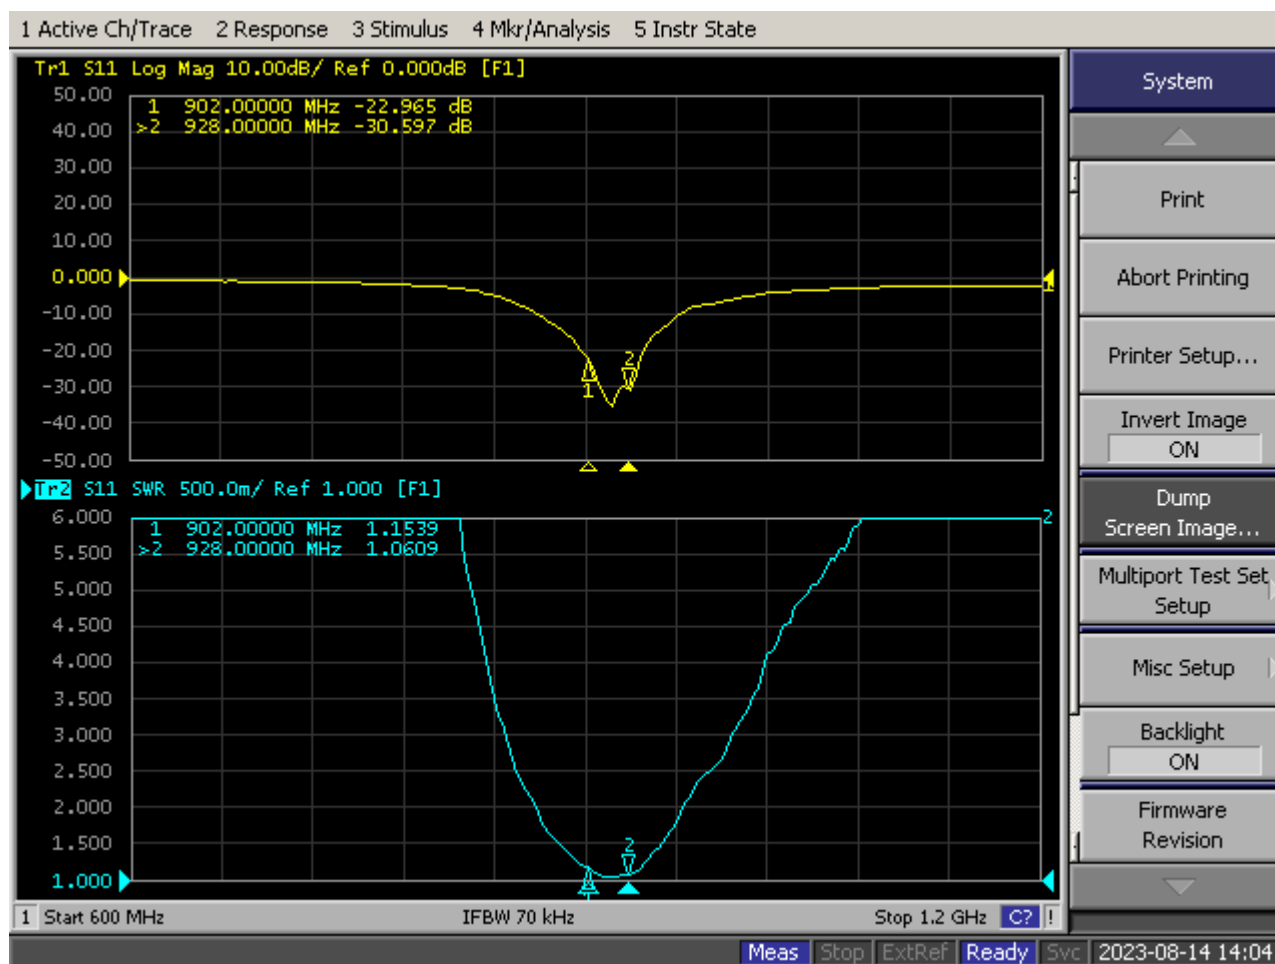 1 Active Ch/Trace 2 Response 3 Stimulus 4 Mkr/Analysis 5 Instr State
Tr1 S11 Log Mag 10.00dB/ Ref 0.000dB [F1]
50.00
1 902.00000 MHz -22.965 dB
>2 928.00000 MHz -30.597 dB
40.00
30.00
20.00
10.00
0.000
1
-10.00
-20.00
2
-30.00
1
-40.00
-50.00
Tr2 S11 SWR 500.0m/ Ref 1.000 [F1]
6.000
2
1 902.00000 MHz 1.1539
>2 928.00000 MHz 1.0609
5.500
5.000
4.500
4.000
3.500
3.000
2.500
2.000
1.500
2
1.000
1 Start 600 MHz IFBW 70 kHz Stop 1.2 GHz C? !
System
Print
Abort Printing
Printer Setup...
Invert Image
ON
Dump
Screen Image...
Multiport Test Set
Setup
Misc Setup
Backlight
ON
Firmware
Revision
Meas Stop ExtRef Ready Svc 2023-08-14 14:04